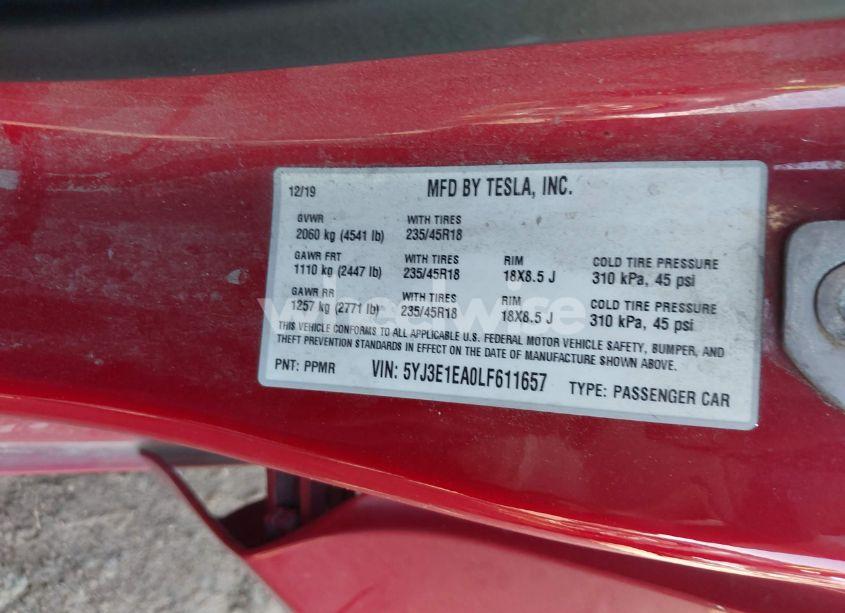 12/19 MFD BY TESLA, INC.
GVWR WITH TIRES
2060 kg (4541 lb) 235/45R18
GAWR FRT WITH TIRES RIM COLD TIRE PRESSURE
1110 kg (2447 lb) 235/45R18 18X8.5 J 310 kPa, 45 psi
GAWR RR WITH TIRES RIM COLD TIRE PRESSURE
1257 kg (2771 lb) 235/45R18 18X8.5 J 310 kPa, 45 psi
THIS VEHICLE CONFORMS TO ALL APPLICABLE U.S. FEDERAL MOTOR VEHICLE SAFETY, BUMPER, AND
THEFT PREVENTION STANDARDS IN EFFECT ON THE DATE OF MANUFACTURE SHOWN ABOVE.
PNT: PPMR VIN: 5YJ3E1EA0LF611657 TYPE: PASSENGER CAR